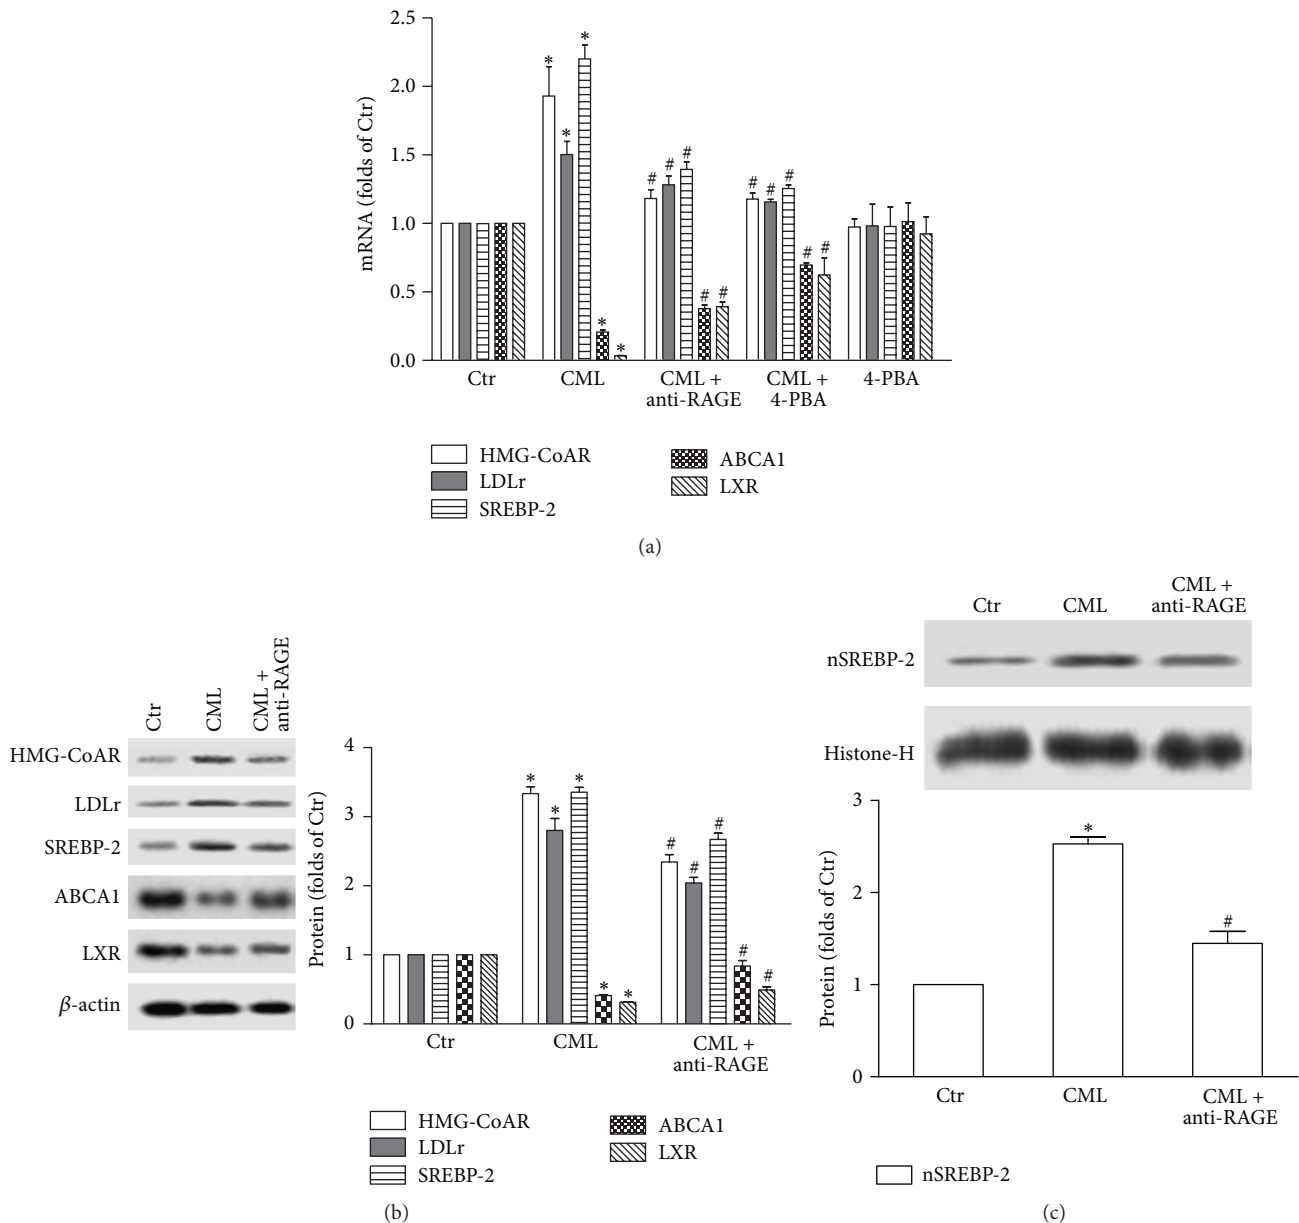 2.5
2.0
1.5
1.0
0.5
0.0
mRNA (folds of Ctr)
* * * * *
# # # # #
# # # # #
Ctr
CML
CML +
anti-RAGE
CML +
4-PBA
4-PBA
HMG-CoAR
LDLr
SREBP-2
ABCA1
LXR
(a)
Ctr
CML
CML +
anti-RAGE
HMG-CoAR
LDLr
SREBP-2
ABCA1
LXR
β-actin
4
3
2
1
0
Protein (folds of Ctr)
* * * * *
# # # # #
Ctr
CML
CML +
anti-RAGE
HMG-CoAR
LDLr
SREBP-2
ABCA1
LXR
(b)
Ctr
CML
CML +
anti-RAGE
nSREBP-2
Histone-H
3
2
1
0
Protein (folds of Ctr)
*
#
Ctr
CML
CML +
anti-RAGE
nSREBP-2
(c)